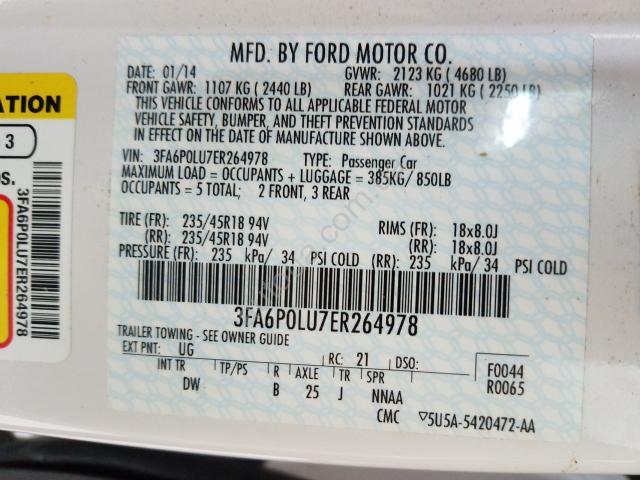 MFD. BY FORD MOTOR CO.
DATE: 01/14 GVWR: 2123 KG ( 4680 LB)
FRONT GAWR: 1107 KG ( 2440 LB) REAR GAWR: 1021 KG ( 2250 LB)
THIS VEHICLE CONFORMS TO ALL APPLICABLE FEDERAL MOTOR
VEHICLE SAFETY, BUMPER, AND THEFT PREVENTION STANDARDS
IN EFFECT ON THE DATE OF MANUFACTURE SHOWN ABOVE.
VIN: 3FA6P0LU7ER264978 TYPE: Passenger Car
MAXIMUM LOAD = OCCUPANTS + LUGGAGE = 385KG/ 850LB
OCCUPANTS = 5 TOTAL; 2 FRONT, 3 REAR
TIRE (FR): 235/45R18 94V RIMS (FR): 18x8.0J
(RR): 235/45R18 94V (RR): 18x8.0J
PRESSURE (FR): 235 kPa/ 34 PSI COLD (RR): 235 kPa/ 34 PSI COLD
3FA6P0LU7ER264978
TRAILER TOWING - SEE OWNER GUIDE
EXT PNT: UG RC: 21 DSO: F0044
INT TR TP/PS R AXLE TR SPR R0065
DW B 25 J NNAA
CMC ▽5U5A-5420472-AA
ATION
3
OS.
3FA6P0LU7ER264978